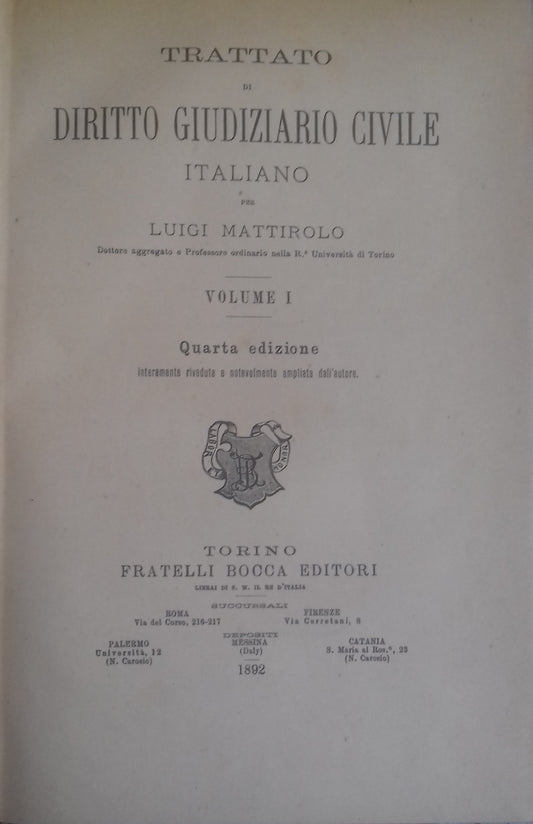 TRATTATO
DI
DIRITTO GIUDIZIARIO CIVILE
ITALIANO
PER
LUIGI MATTIROLO
Dottore aggregato e Professore ordinario nella R.ª Università di Torino
VOLUME I
Quarta edizione
interamente riveduta e notevolmente ampliata dall'autore.
LABOR ET HONOR
TORINO
FRATELLI BOCCA EDITORI
LIBRAI DI S. M. IL RE D'ITALIA
SUCCURSALI
ROMA FIRENZE
Via del Corso, 216-217 Via Cerretani, 8
DEPOSITI
PALERMO MESSINA CATANIA
Università, 12 (Daly) S. Maria al Ros.º, 23
(N. Carosio) (N. Carosio)
1892